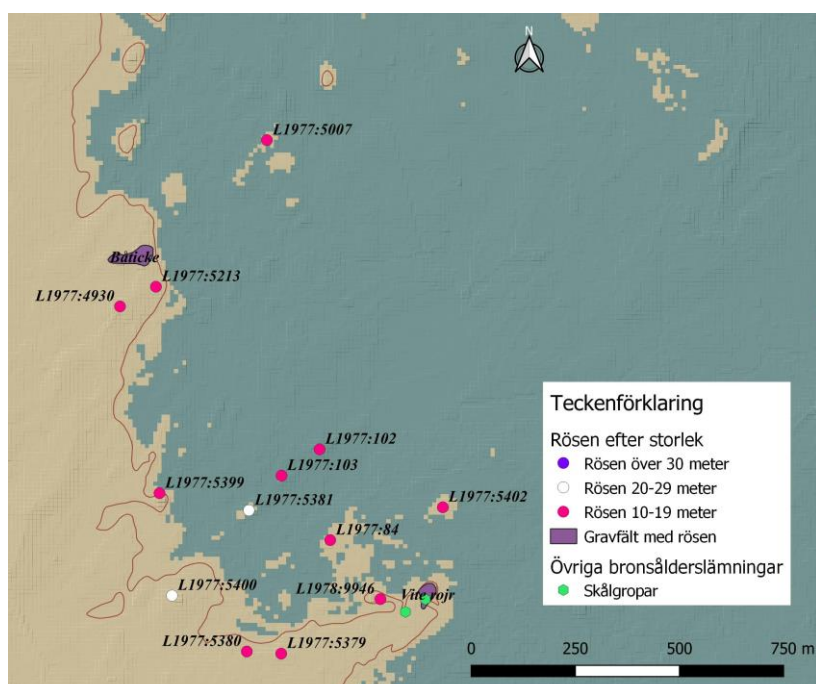 N
L1977:5007
Båticke
L1977:5213
L1977:4930
L1977:102
L1977:103
L1977:5399
L1977:5381
L1977:5402
L1977:84
L1977:5400
L1978:9946
Vite rojr
L1977:5380
L1977:5379
Teckenförklaring
Rösen efter storlek
Rösen över 30 meter
Rösen 20-29 meter
Rösen 10-19 meter
Gravfält med rösen
Övriga bronsålderslämningar
Skålgropar
0 250 500 750 m